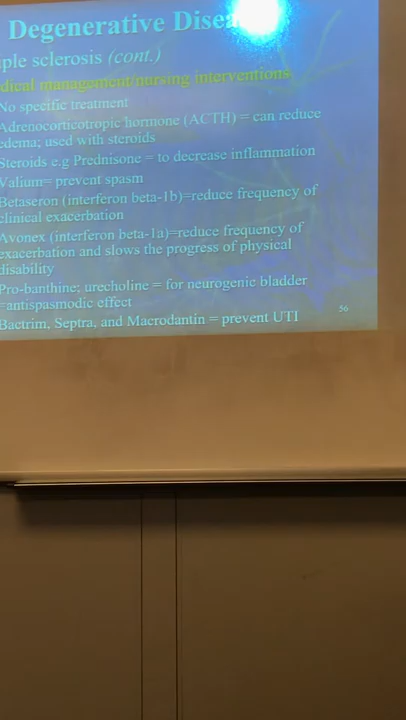 Degenerative Dise
ple sclerosis (cont.)
dical management/nursing interventions
No specific treatment
Adrenocorticotropic hormone (ACTH) = can reduce
edema; used with steroids
Steroids e.g Prednisone = to decrease inflammation
Valium= prevent spasm
Betaseron (interferon beta-1b)=reduce frequency of
clinical exacerbation
Avonex (interferon beta-1a)=reduce frequency of
exacerbation and slows the progress of physical
disability
Pro-banthine; urecholine = for neurogenic bladder
=antispasmodic effect
Bactrim, Septra, and Macrodantin = prevent UTI
56